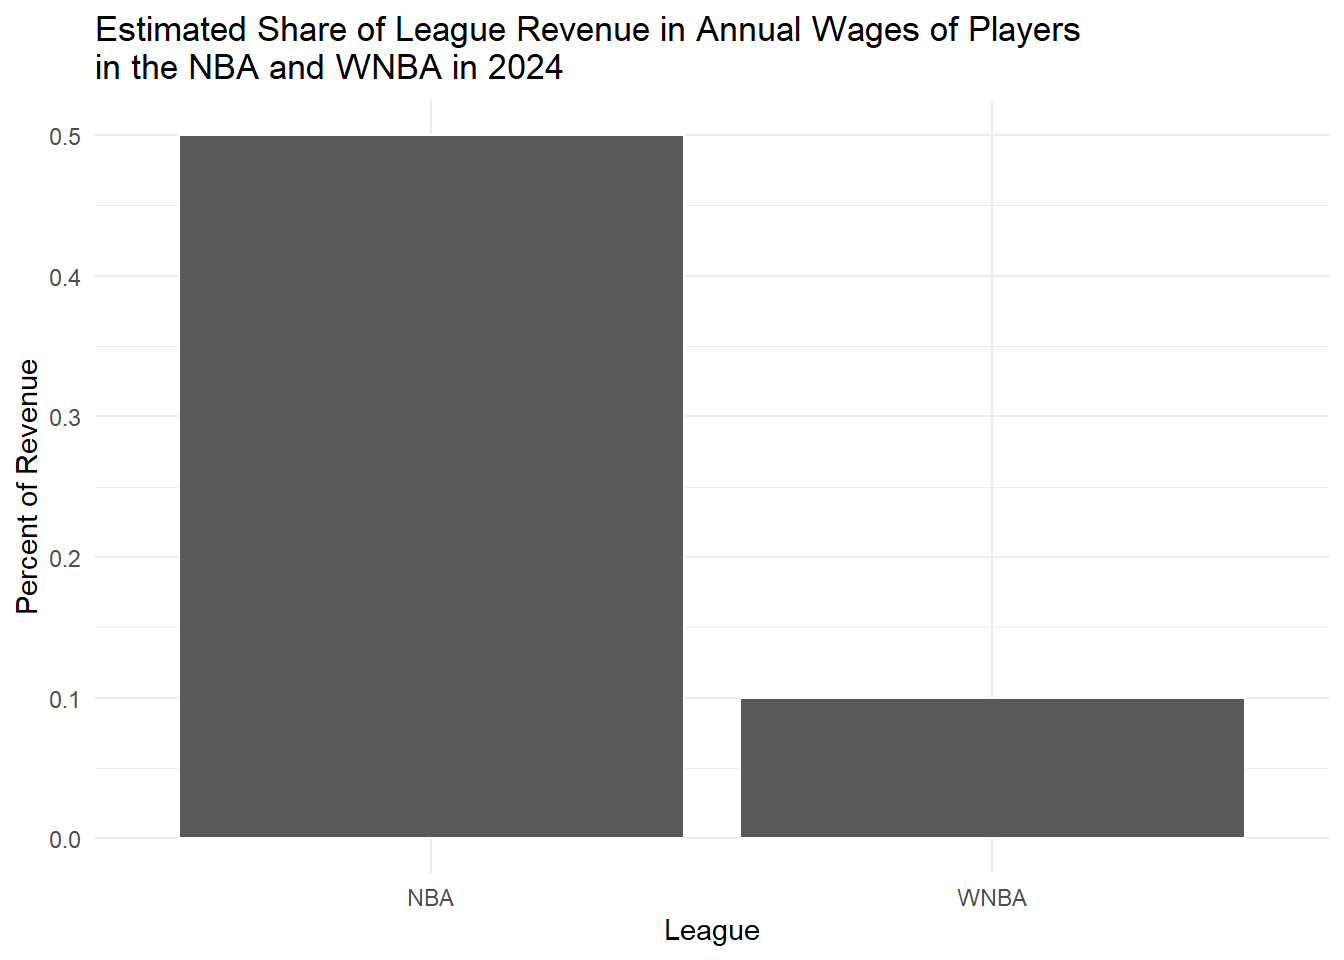 Estimated Share of League Revenue in Annual Wages of Players
in the NBA and WNBA in 2024
Percent of Revenue
0.5
0.4
0.3
0.2
0.1
0.0
NBA
WNBA
League